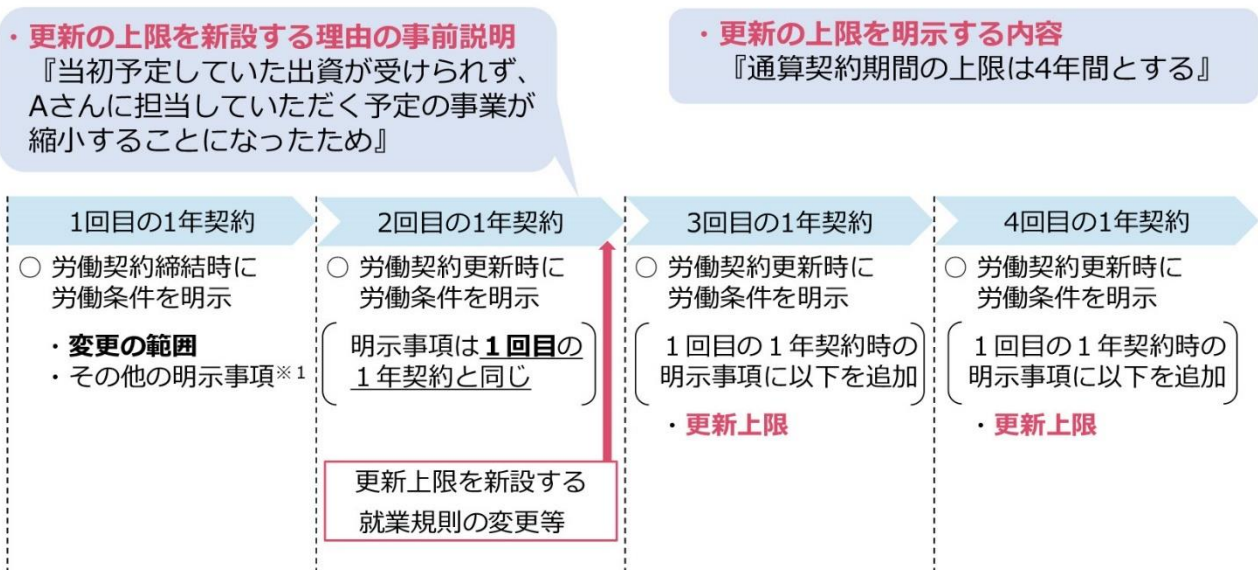 ・更新の上限を新設する理由の事前説明
『当初予定していた出資が受けられず、
Aさんに担当していただく予定の事業が
縮小することになったため』
・更新の上限を明示する内容
『通算契約期間の上限は4年間とする』
1回目の1年契約
○ 労働契約締結時に
労働条件を明示
・変更の範囲
・その他の明示事項※1
2回目の1年契約
○ 労働契約更新時に
労働条件を明示
明示事項は１回目の
１年契約と同じ
更新上限を新設する
就業規則の変更等
3回目の1年契約
○ 労働契約更新時に
労働条件を明示
１回目の１年契約時の
明示事項に以下を追加
・更新上限
4回目の1年契約
○ 労働契約更新時に
労働条件を明示
１回目の１年契約時の
明示事項に以下を追加
・更新上限